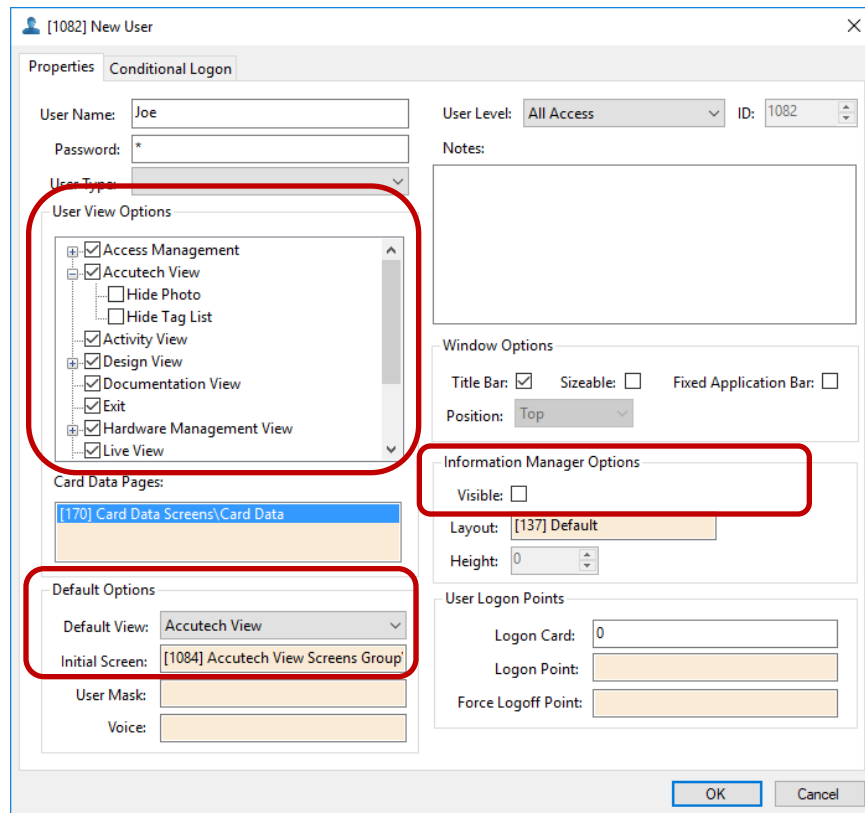 [1082] New User
Properties
Conditional Logon
User Name:
Joe
Password:
*
User Type:
User View Options
Access Management
Accutech View
Hide Photo
Hide Tag List
Activity View
Design View
Documentation View
Exit
Hardware Management View
Live View
Card Data Pages:
[170] Card Data Screens\Card Data
Default Options
Default View:
Accutech View
Initial Screen:
[1084] Accutech View Screens Group
User Mask:
Voice:
User Level:
All Access
ID:
1082
Notes:
Window Options
Title Bar:
Sizeable:
Fixed Application Bar:
Position:
Top
Information Manager Options
Visible:
Layout:
[137] Default
Height:
0
User Logon Points
Logon Card:
0
Logon Point:
Force Logoff Point:
OK
Cancel